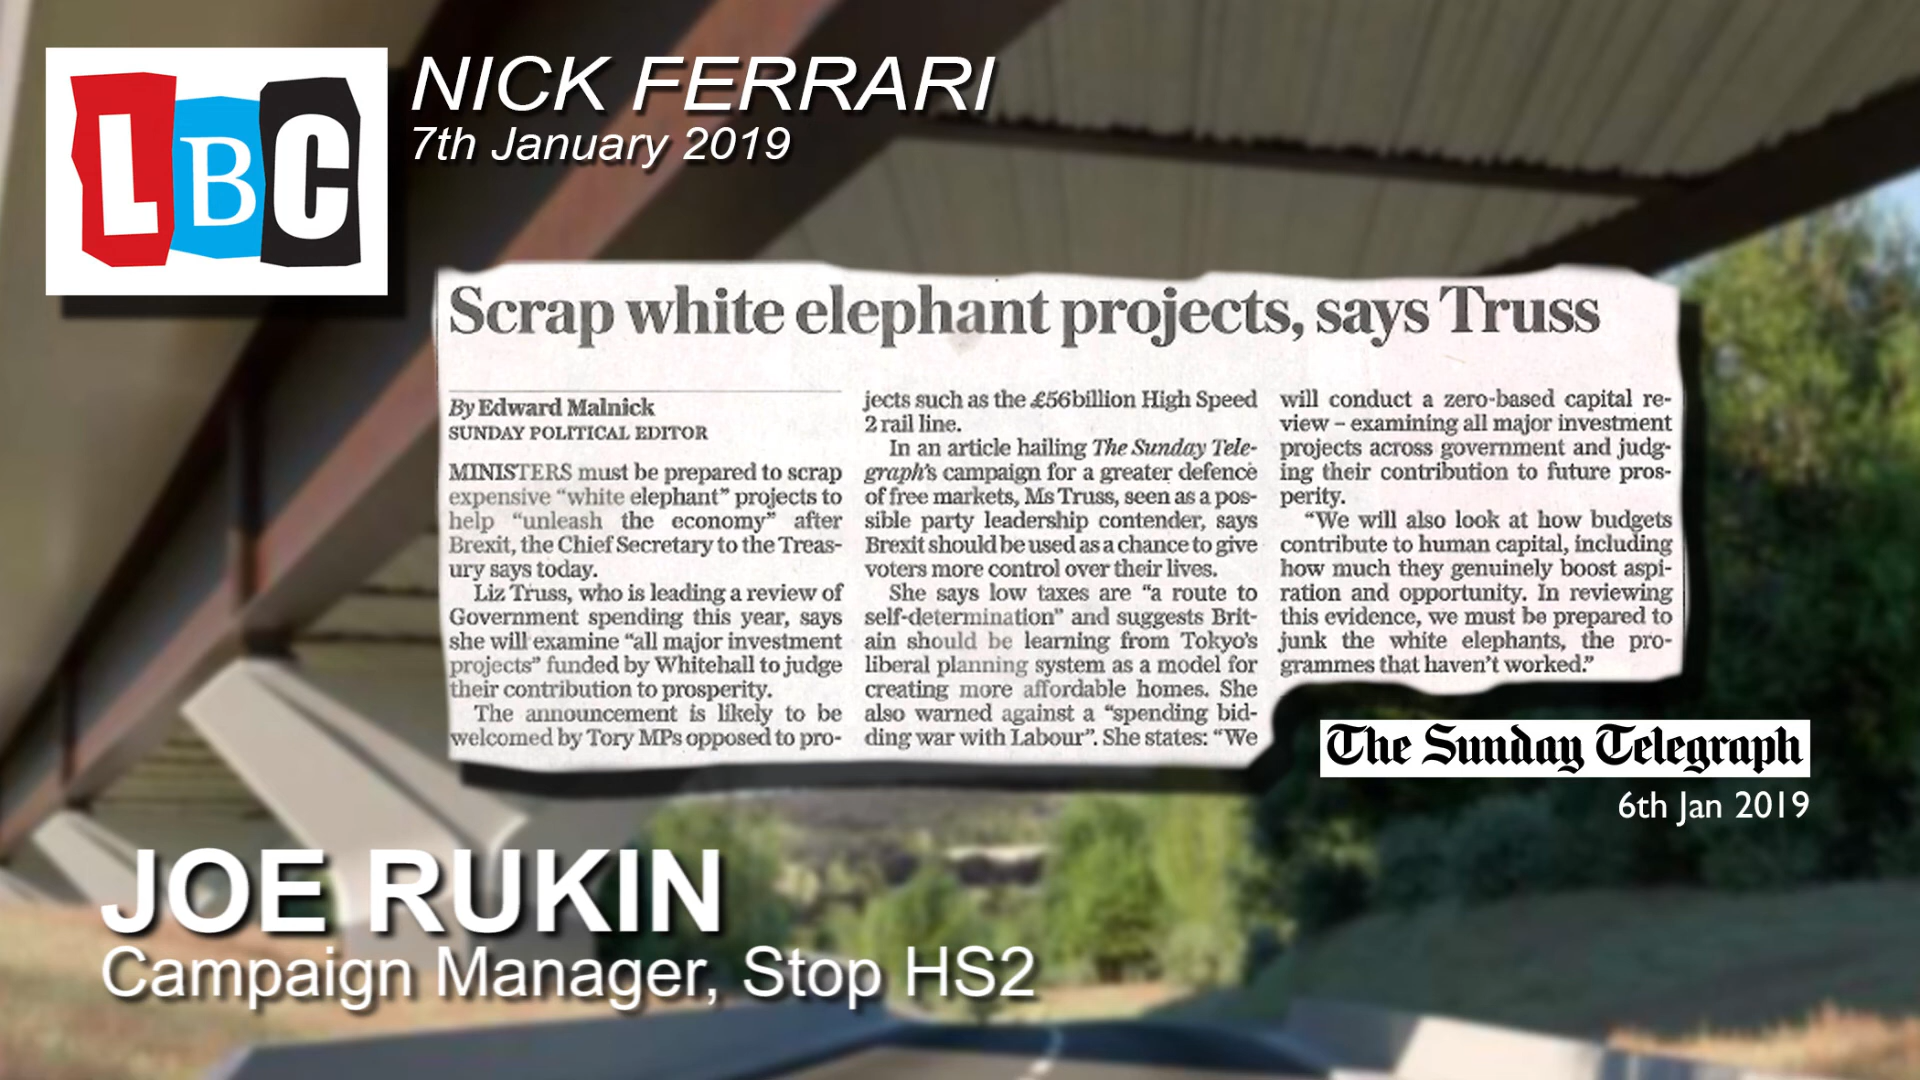 LBC
NICK FERRARI
7th January 2019
Scrap white elephant projects, says Truss
By Edward Malnick
SUNDAY POLITICAL EDITOR
MINISTERS must be prepared to scrap
expensive “white elephant” projects to
help “unleash the economy” after
Brexit, the Chief Secretary to the Treas-
ury says today.
Liz Truss, who is leading a review of
Government spending this year, says
she will examine “all major investment
projects” funded by Whitehall to judge
their contribution to prosperity.
The announcement is likely to be
welcomed by Tory MPs opposed to pro-
jects such as the £56billion High Speed
2 rail line.
In an article hailing The Sunday Tele-
graph’s campaign for a greater defence
of free markets, Ms Truss, seen as a pos-
sible party leadership contender, says
Brexit should be used as a chance to give
voters more control over their lives.
She says low taxes are “a route to
self-determination” and suggests Brit-
ain should be learning from Tokyo’s
liberal planning system as a model for
creating more affordable homes. She
also warned against a “spending bid-
ding war with Labour”. She states: “We
will conduct a zero-based capital re-
view – examining all major investment
projects across government and judg-
ing their contribution to future pros-
perity.
“We will also look at how budgets
contribute to human capital, including
how much they genuinely boost aspi-
ration and opportunity. In reviewing
this evidence, we must be prepared to
junk the white elephants, the pro-
grammes that haven’t worked.”
The Sunday Telegraph
6th Jan 2019
JOE RUKIN
Campaign Manager, Stop HS2